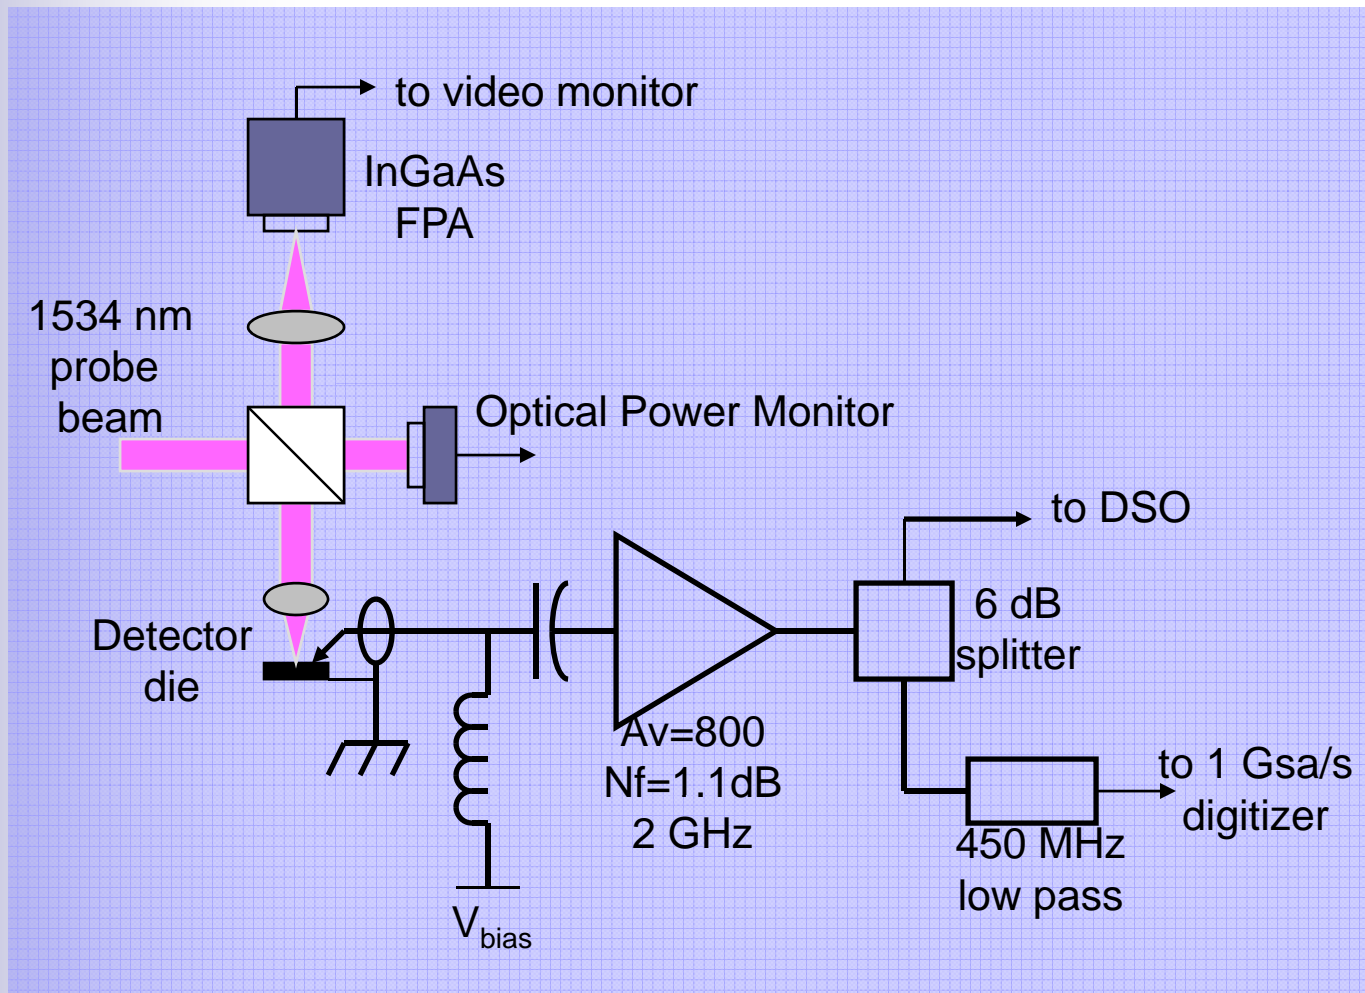 to video monitor
InGaAs
FPA
1534 nm
probe
beam
Optical Power Monitor
to DSO
6 dB
splitter
Detector
die
Av=800
Nf=1.1dB
2 GHz
to 1 Gsa/s
digitizer
450 MHz
low pass
Vbias